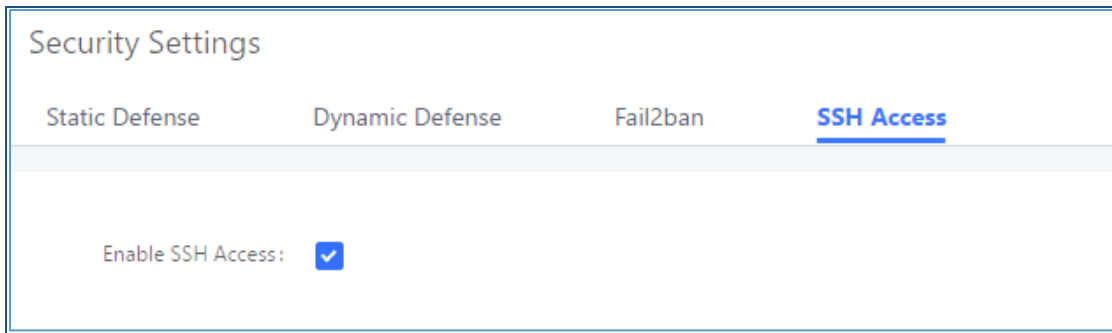 Security Settings
Static Defense Dynamic Defense Fail2ban SSH Access
Enable SSH Access: